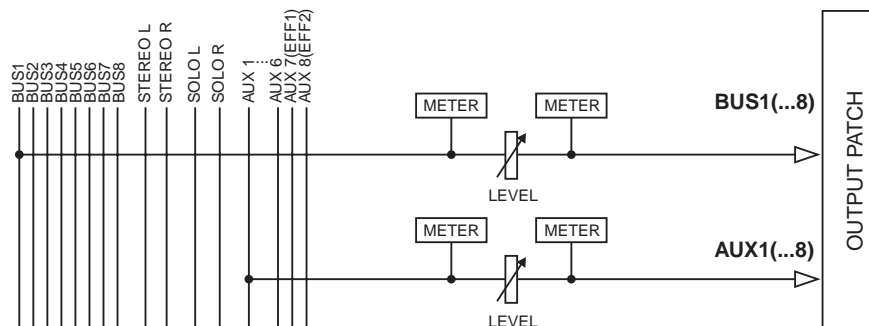 BUS1
BUS2
BUS3
BUS4
BUS5
BUS6
BUS7
BUS8
STEREO L
STEREO R
SOLO L
SOLO R
AUX 1
...
AUX 6
AUX 7(EFF1)
AUX 8(EFF2)
METER
METER
BUS1(...8)
LEVEL
METER
METER
AUX1(...8)
LEVEL
OUTPUT PATCH